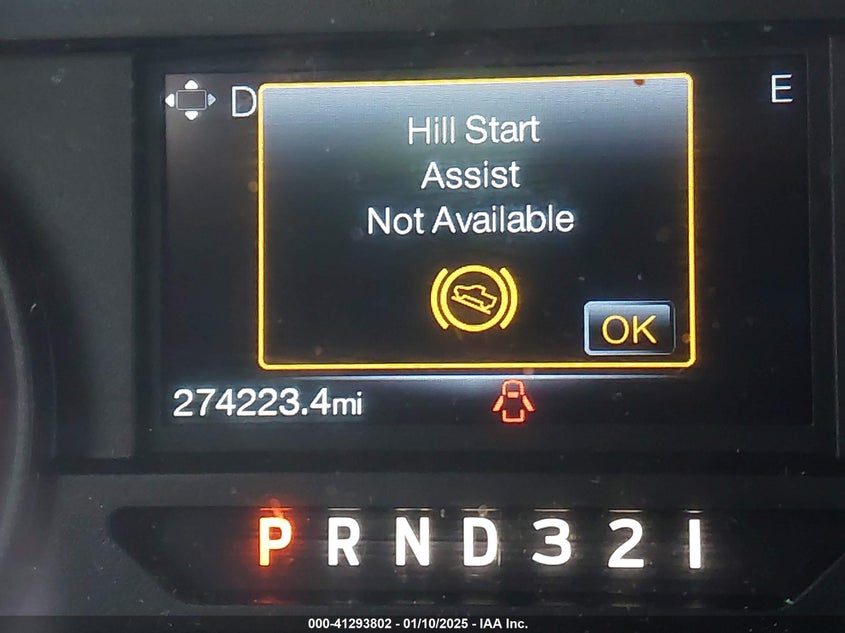 D
E
Hill Start
Assist
Not Available
OK
274223.4mi
P R N D 3 2 1
000-41293802 - 01/10/2025 - IAA Inc.